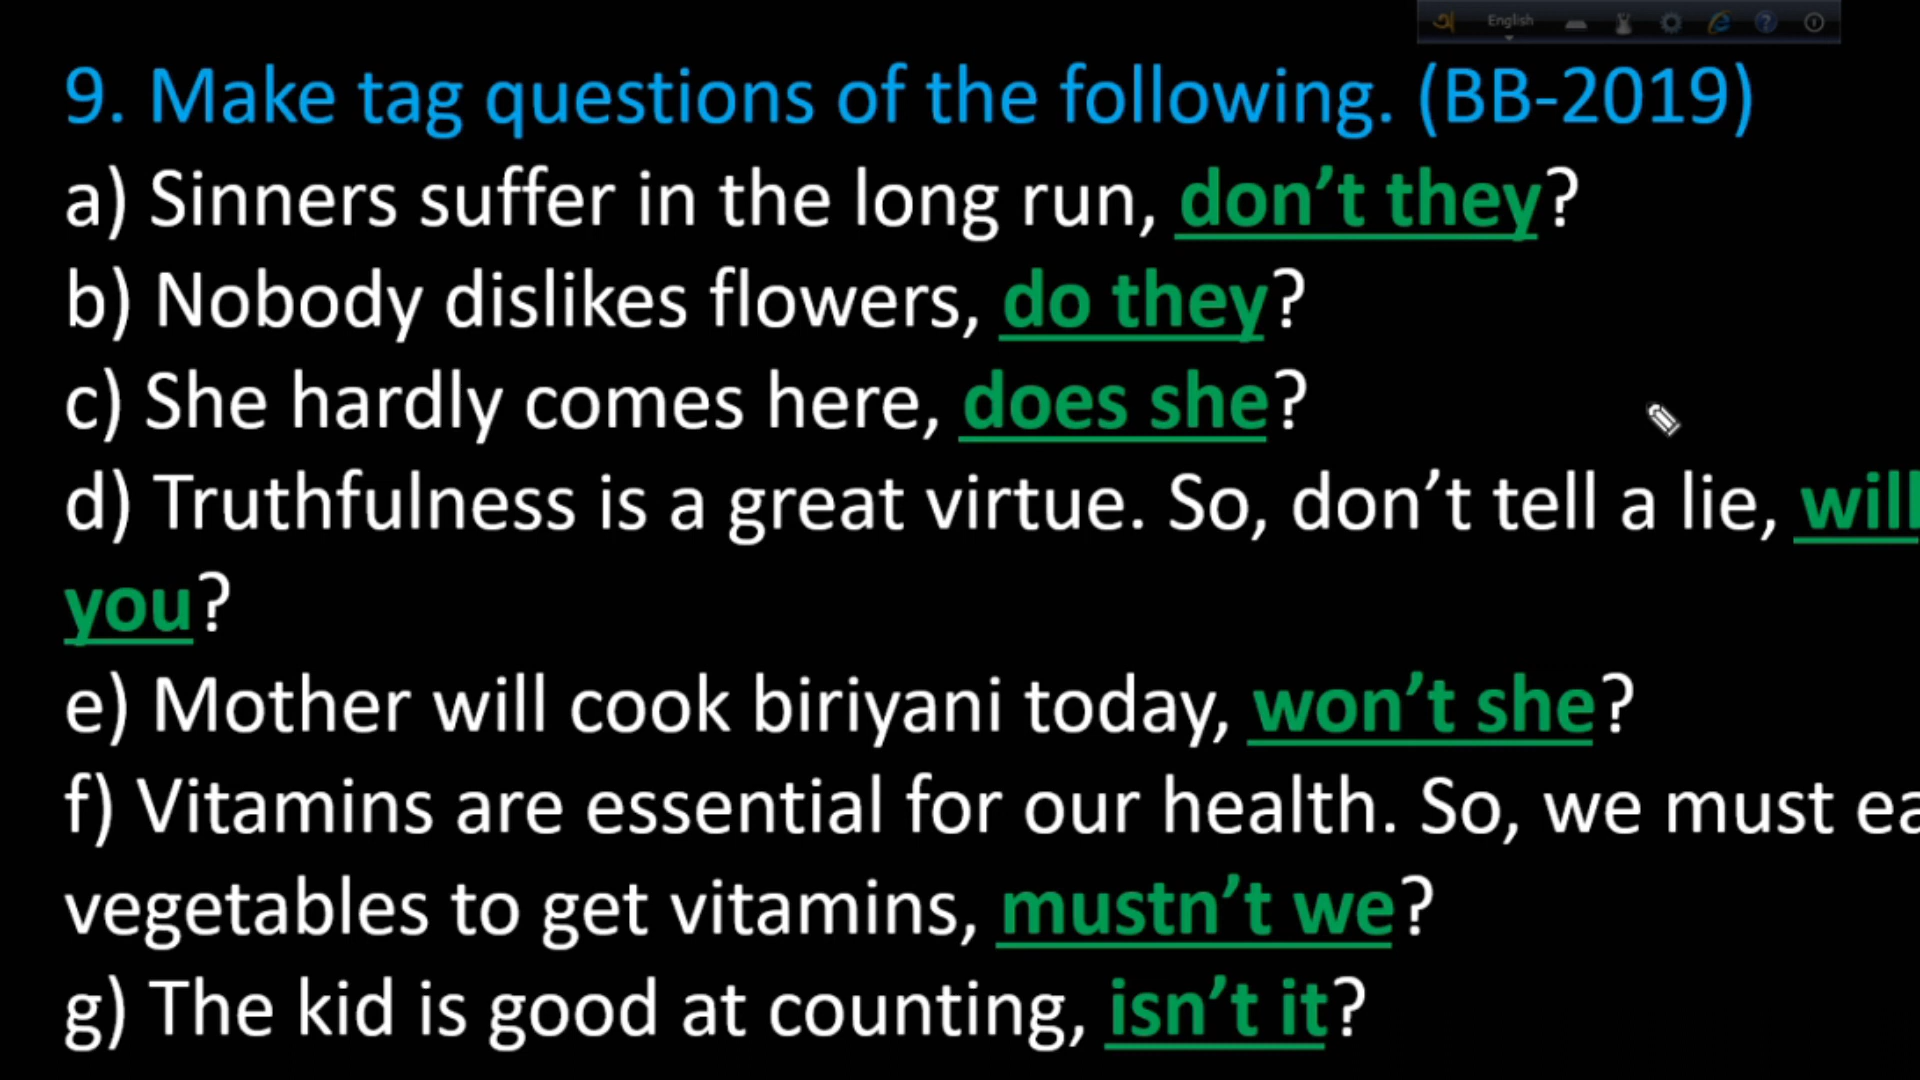 অ English
9. Make tag questions of the following. (BB-2019)
a) Sinners suffer in the long run, don’t they?
b) Nobody dislikes flowers, do they?
c) She hardly comes here, does she?
d) Truthfulness is a great virtue. So, don’t tell a lie, will
you?
e) Mother will cook biriyani today, won’t she?
f) Vitamins are essential for our health. So, we must ea
vegetables to get vitamins, mustn’t we?
g) The kid is good at counting, isn’t it?